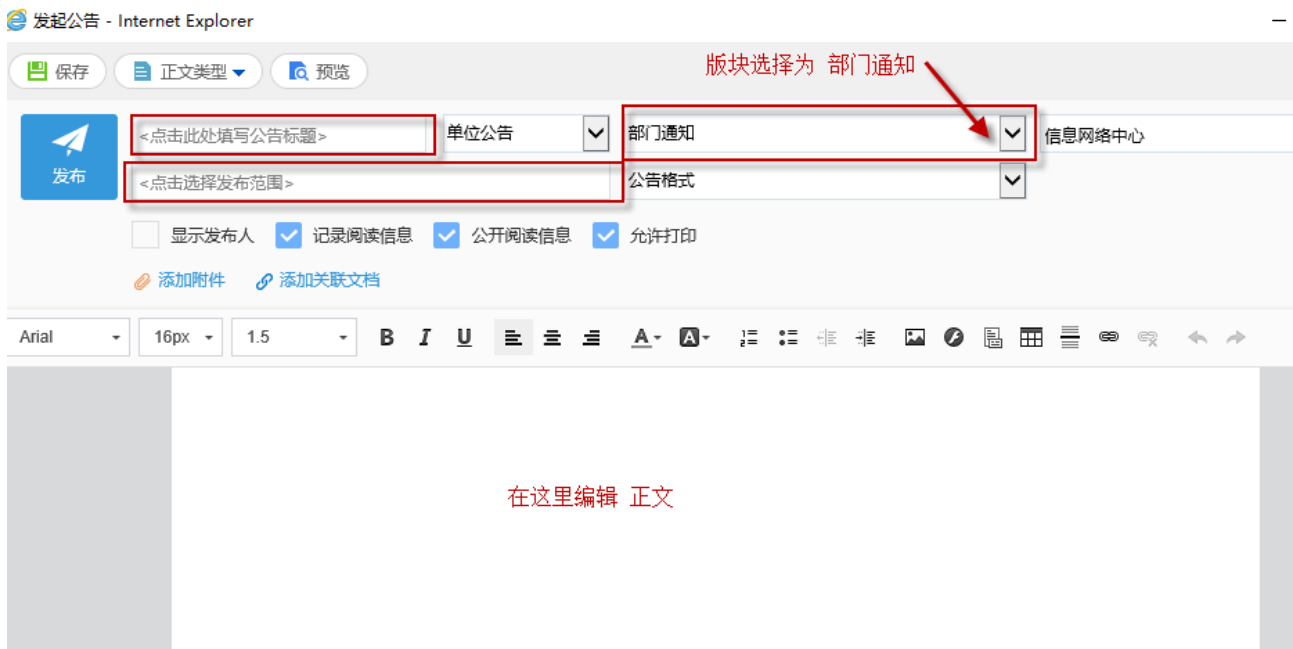 发起公告 - Internet Explorer
版块选择为 部门通知
保存 正文类型 预览
<点击此处填写公告标题> 单位公告 部门通知 信息网络中心
发布
<点击选择发布范围> 公告格式
显示发布人 记录阅读信息 公开阅读信息 允许打印
添加附件 添加关联文档
Arial 16px 1.5 B I U A A
在这里编辑 正文